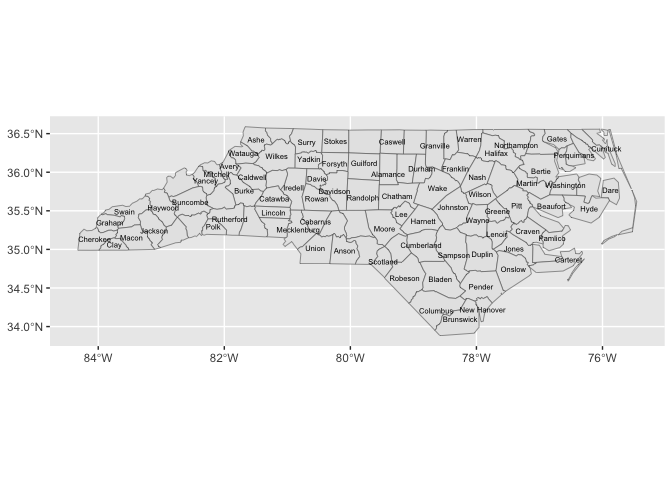 36.5°N
36.0°N
35.5°N
35.0°N
34.5°N
34.0°N
84°W
82°W
80°W
78°W
76°W
Ashe
Surry
Stokes
Caswell
Granville
Warren
Northampton
Gates
Currituck
Watauga
Wilkes
Yadkin
Forsyth
Guilford
Halifax
Perquimans
Avery
Mitchell
Yancey
Caldwell
Alamance
Durham
Franklin
Bertie
Nash
Martin
Washington
Dare
Burke
Iredell
Davie
Davidson
Rowan
Randolph
Chatham
Wake
Wilson
Catawba
Buncombe
Haywood
Swain
Lincoln
Johnston
Greene
Pitt
Beaufort
Hyde
Graham
Rutherford
Polk
Cabarrus
Mecklenburg
Moore
Lee
Harnett
Wayne
Lenoir
Craven
Pamlico
Cherokee
Clay
Macon
Jackson
Union
Anson
Scotland
Cumberland
Sampson
Duplin
Jones
Carteret
Onslow
Robeson
Bladen
Pender
Columbus
New Hanover
Brunswick